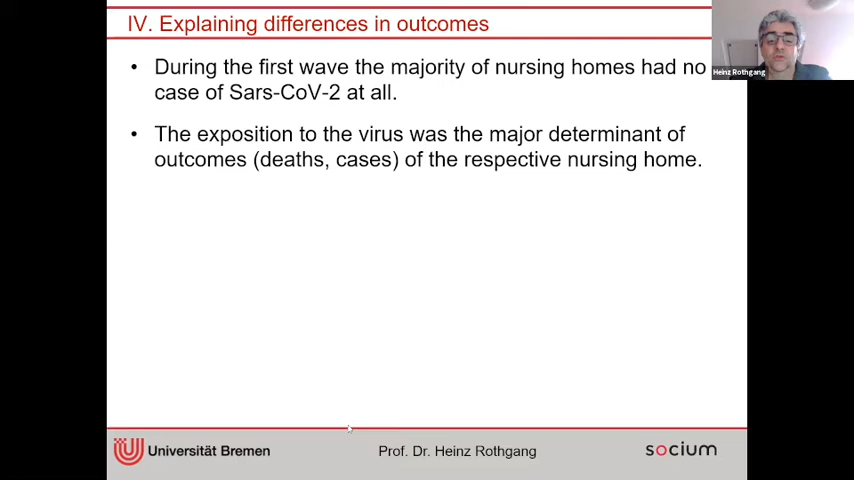 IV. Explaining differences in outcomes
Heinz Rothgang
• During the first wave the majority of nursing homes had no
case of Sars-CoV-2 at all.
• The exposition to the virus was the major determinant of
outcomes (deaths, cases) of the respective nursing home.
Universität Bremen
Prof. Dr. Heinz Rothgang
socium